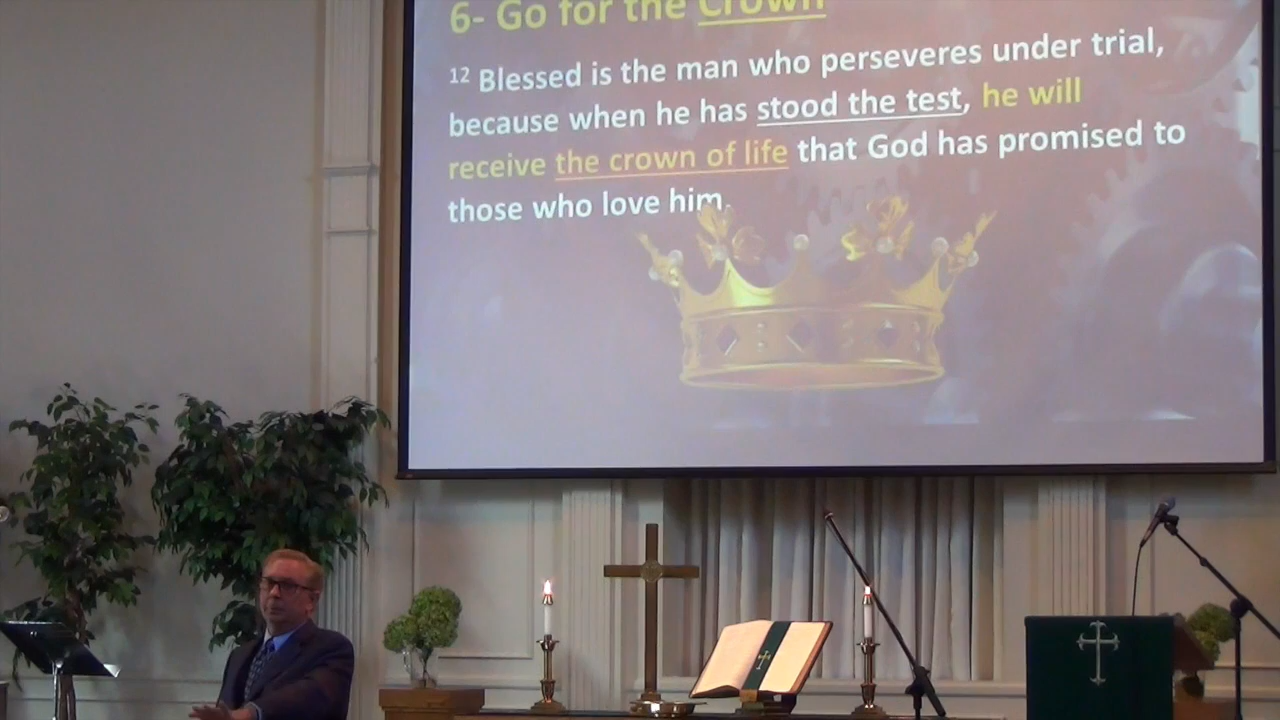 6- Go for the Crown
12 Blessed is the man who perseveres under trial,
because when he has stood the test, he will
receive the crown of life that God has promised to
those who love him.